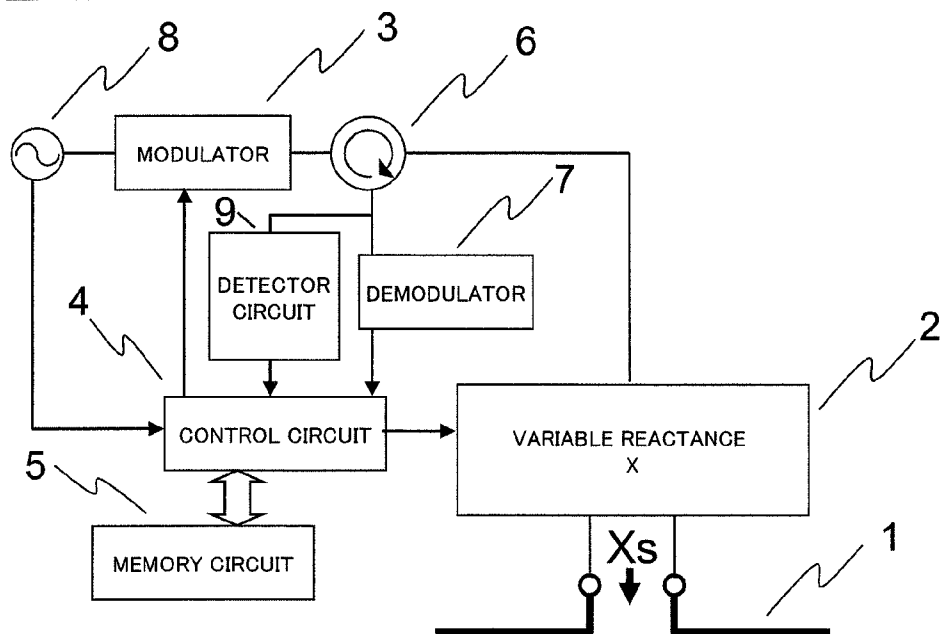 8
3
6
MODULATOR
7
9
DETECTOR
CIRCUIT
DEMODULATOR
4
2
CONTROL CIRCUIT
VARIABLE REACTANCE
X
5
MEMORY CIRCUIT
Xs
1